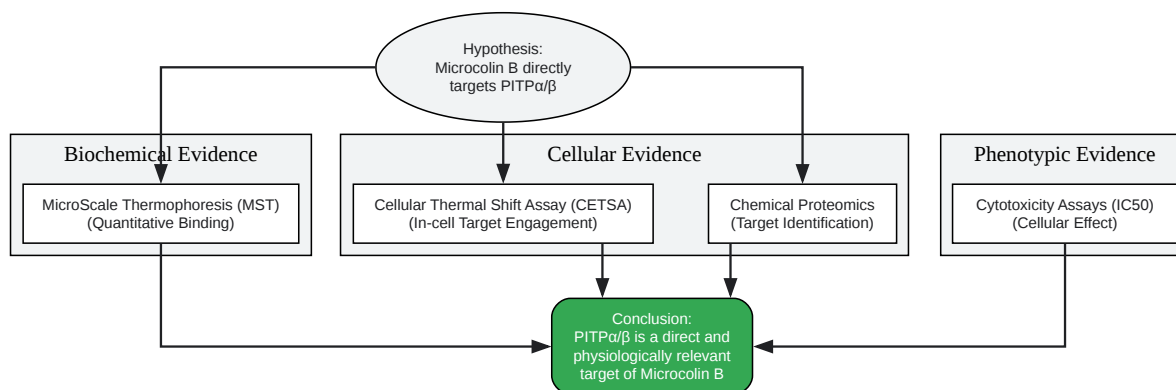 Hypothesis:
Microcolin B directly
targets PITPα/β
Biochemical Evidence
MicroScale Thermophoresis (MST)
(Quantitative Binding)
Cellular Evidence
Cellular Thermal Shift Assay (CETSA)
(In-cell Target Engagement)
Chemical Proteomics
(Target Identification)
Phenotypic Evidence
Cytotoxicity Assays (IC50)
(Cellular Effect)
Conclusion:
PITPα/β is a direct and
physiologically relevant
target of Microcolin B